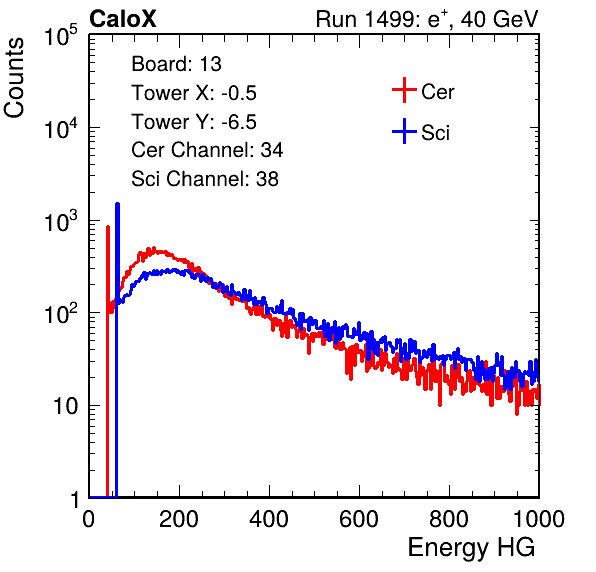 CaloX Run 1499: e⁺, 40 GeV
Counts
Board: 13
Tower X: -0.5
Tower Y: -6.5
Cer Channel: 34
Sci Channel: 38
Cer
Sci
10⁵
10⁴
10³
10²
10
1
0 200 400 600 800 1000
Energy HG